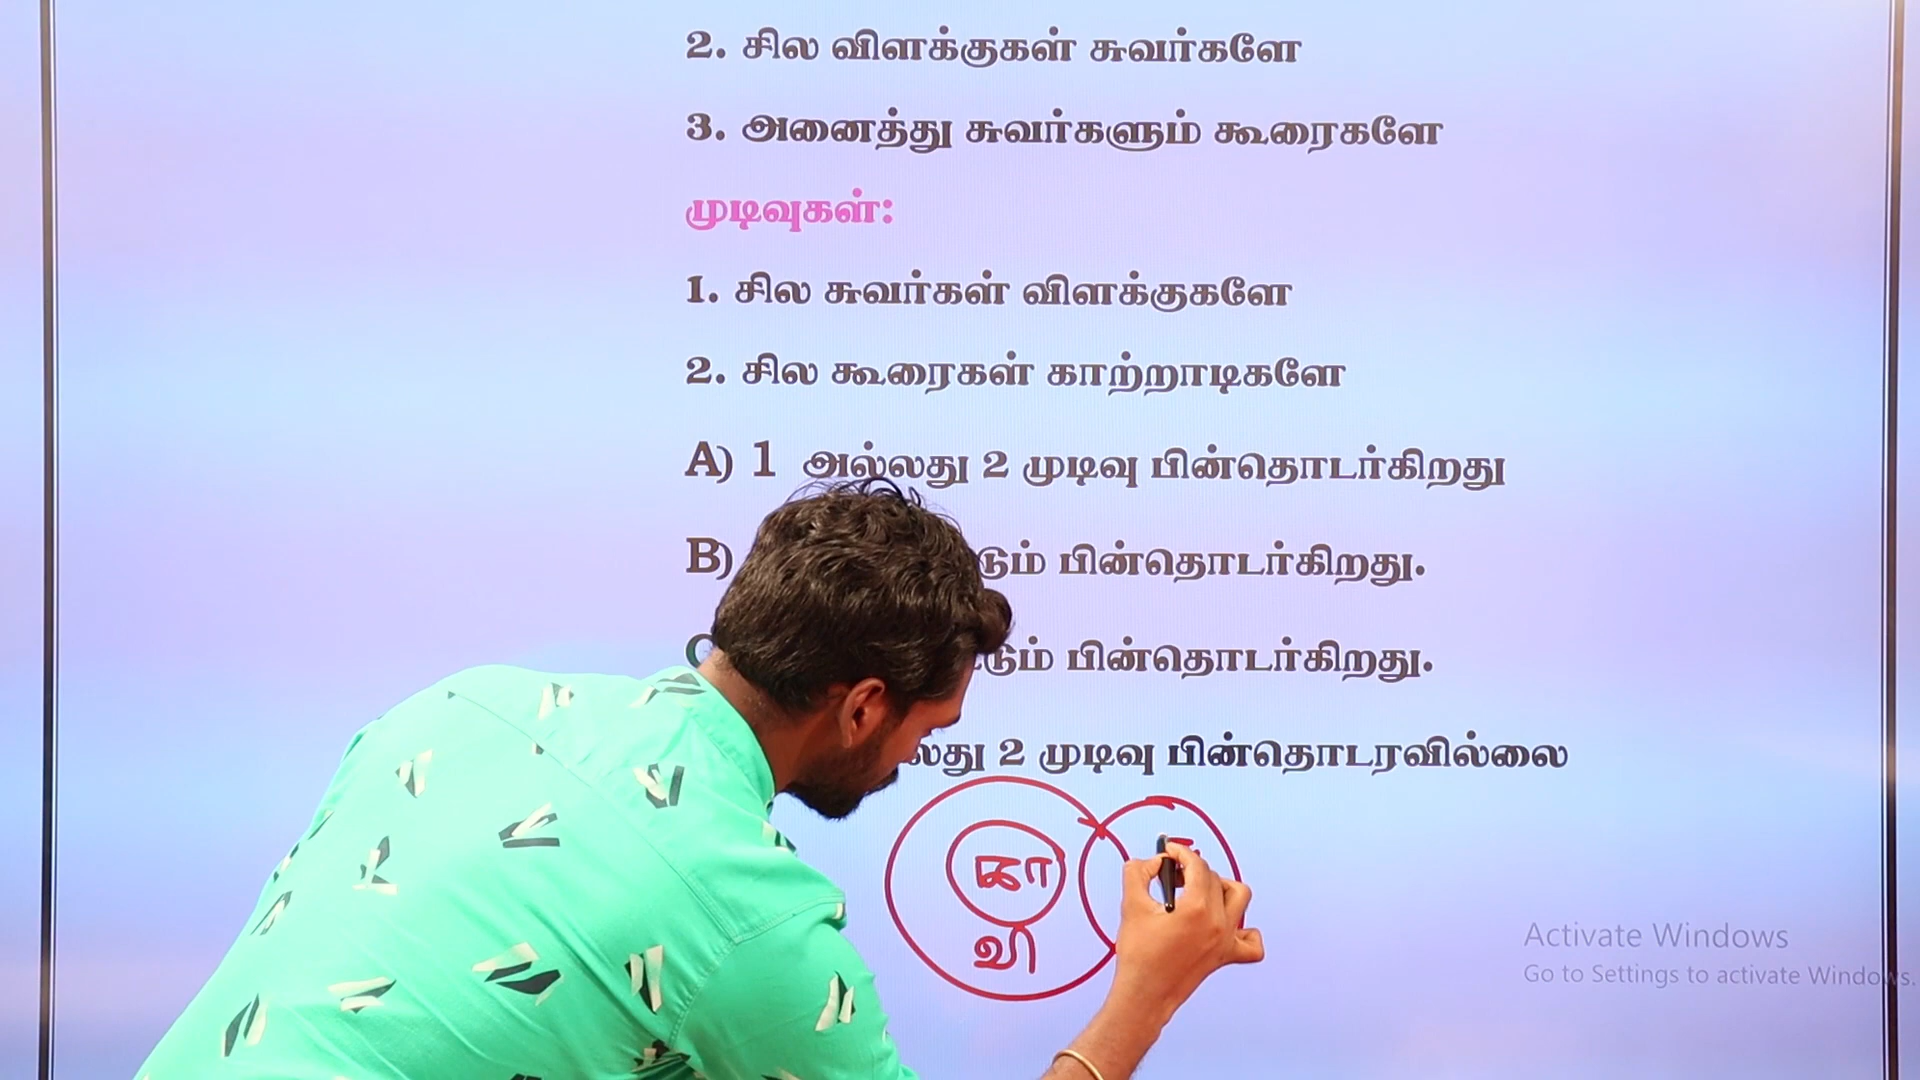 2. சில விளக்குகள் சுவர்களே
3. அனைத்து சுவர்களும் கூரைகளே
முடிவுகள்:
1. சில சுவர்கள் விளக்குகளே
2. சில கூரைகள் காற்றாடிகளே
A) 1 அல்லது 2 முடிவு பின்தொடர்கிறது
B) பின்தொடர்கிறது.
பின்தொடர்கிறது.
2 முடிவு பின்தொடரவில்லை
கா
வி
Activate Windows
Go to Settings to activate Windows.